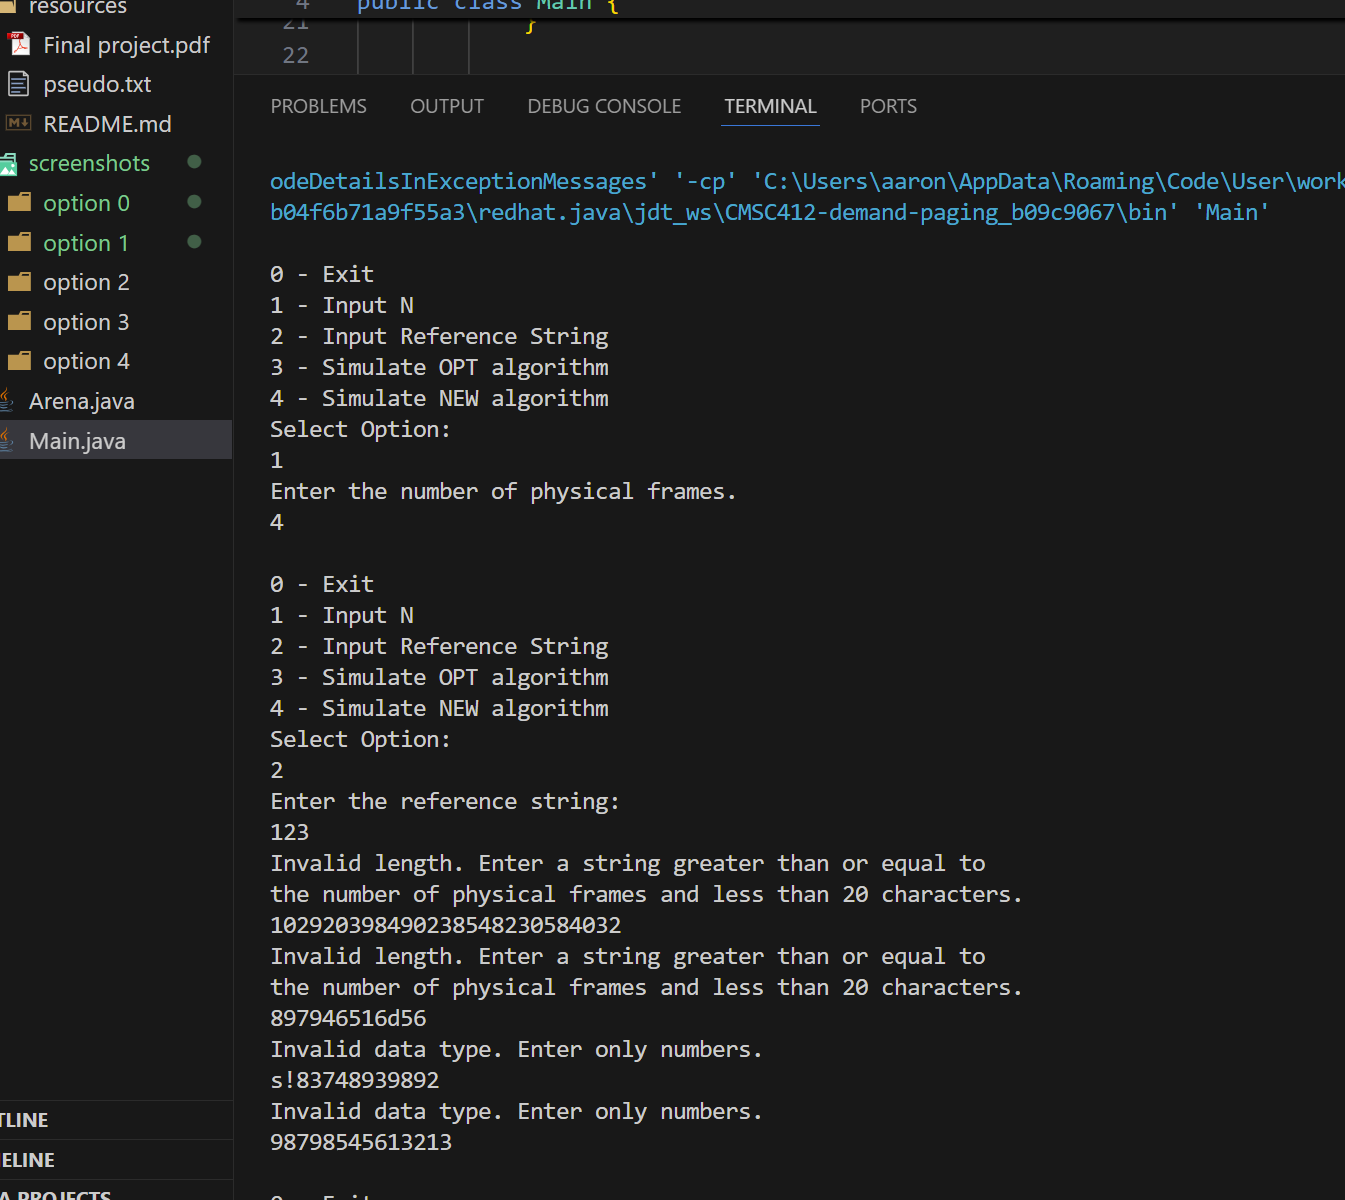 resources
Final project.pdf
pseudo.txt
README.md
screenshots
option 0
option 1
option 2
option 3
option 4
Arena.java
Main.java
TLINE
ELINE
A PROJECTS
4 public class Main {
21 }
22
PROBLEMS OUTPUT DEBUG CONSOLE TERMINAL PORTS
odeDetailsInExceptionMessages' '-cp' 'C:\Users\aaron\AppData\Roaming\Code\User\work
b04f6b71a9f55a3\redhat.java\jdt_ws\CMSC412-demand-paging_b09c9067\bin' 'Main'
0 - Exit
1 - Input N
2 - Input Reference String
3 - Simulate OPT algorithm
4 - Simulate NEW algorithm
Select Option:
1
Enter the number of physical frames.
4
0 - Exit
1 - Input N
2 - Input Reference String
3 - Simulate OPT algorithm
4 - Simulate NEW algorithm
Select Option:
2
Enter the reference string:
123
Invalid length. Enter a string greater than or equal to
the number of physical frames and less than 20 characters.
102920398490238548230584032
Invalid length. Enter a string greater than or equal to
the number of physical frames and less than 20 characters.
897946516d56
Invalid data type. Enter only numbers.
s!83748939892
Invalid data type. Enter only numbers.
98798545613213
0 - Exit